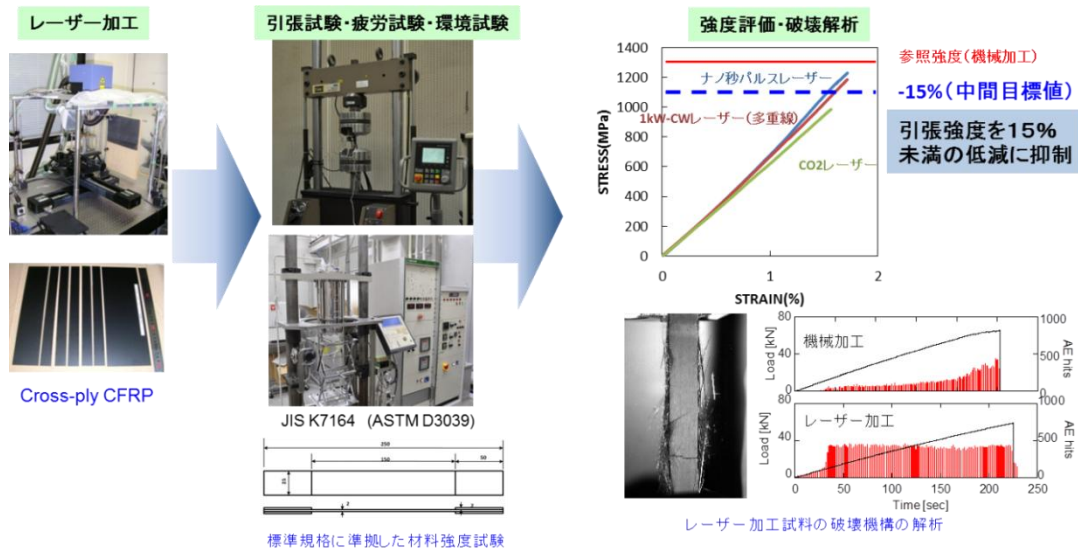 レーザー加工
引張試験・疲労試験・環境試験
強度評価・破壊解析
Cross-ply CFRP
JIS K7164 (ASTM D3039)
250
150
50
25
2
2
標準規格に準拠した材料強度試験
STRESS(MPa)
1400
1200
1000
800
600
400
200
0
0
1
2
STRAIN(%)
ナノ秒パルスレーザー
1kW-CWレーザー(多重線)
CO2レーザー
参照強度(機械加工)
-15%(中間目標値)
引張強度を15%
未満の低減に抑制
機械加工
Load [kN]
80
40
0
1000
500
0
AE hits
レーザー加工
Load [kN]
80
40
0
1000
500
0
AE hits
0
50
100
150
200
250
Time [sec]
レーザー加工試料の破壊機構の解析